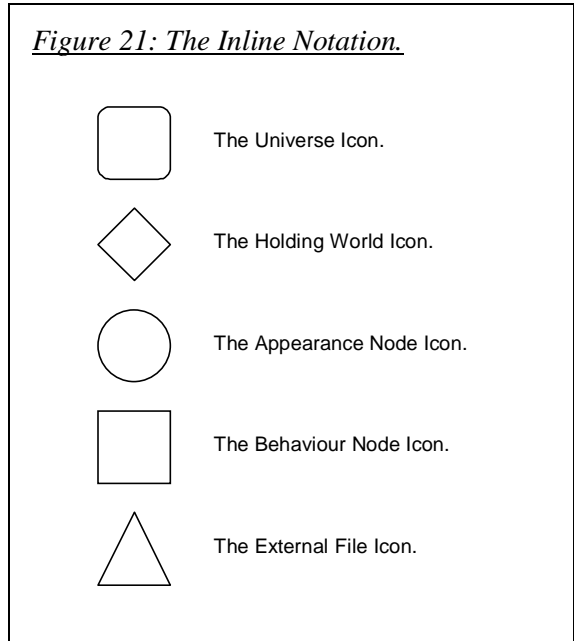 Figure 21: The Inline Notation.
The Universe Icon.
The Holding World Icon.
The Appearance Node Icon.
The Behaviour Node Icon.
The External File Icon.